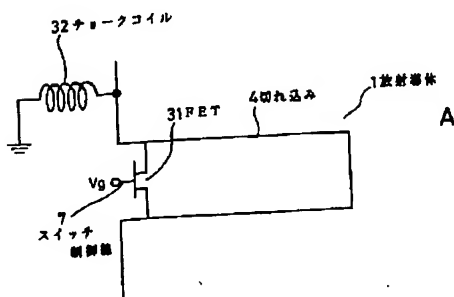 32チョークコイル
1放射導体
4切れ込み
31FET
A
Vg
7
スイッチ
制御線